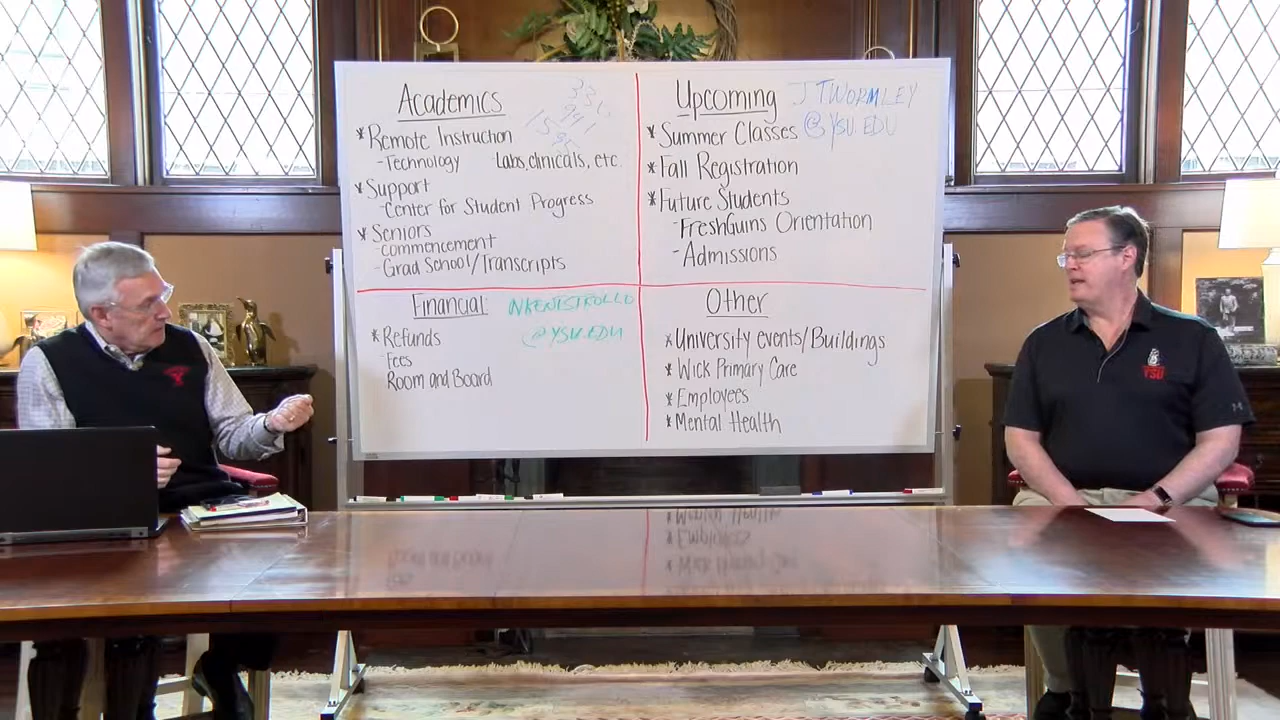 Academics
* Remote Instruction
- Technology - Labs, clinicals, etc.
* Support
- Center for Student Progress
* Seniors
- commencement
- Grad School/Transcripts
Upcoming
J TWORMLEY
@YSU.EDU
* Summer Classes
* Fall Registration
* Future Students
- FreshGuins Orientation
- Admissions
Financial
@YSU.EDU
* Refunds
- Fees
Room and Board
Other
* University events/Buildings
* Wick Primary Care
* Employees
* Mental Health
YSU